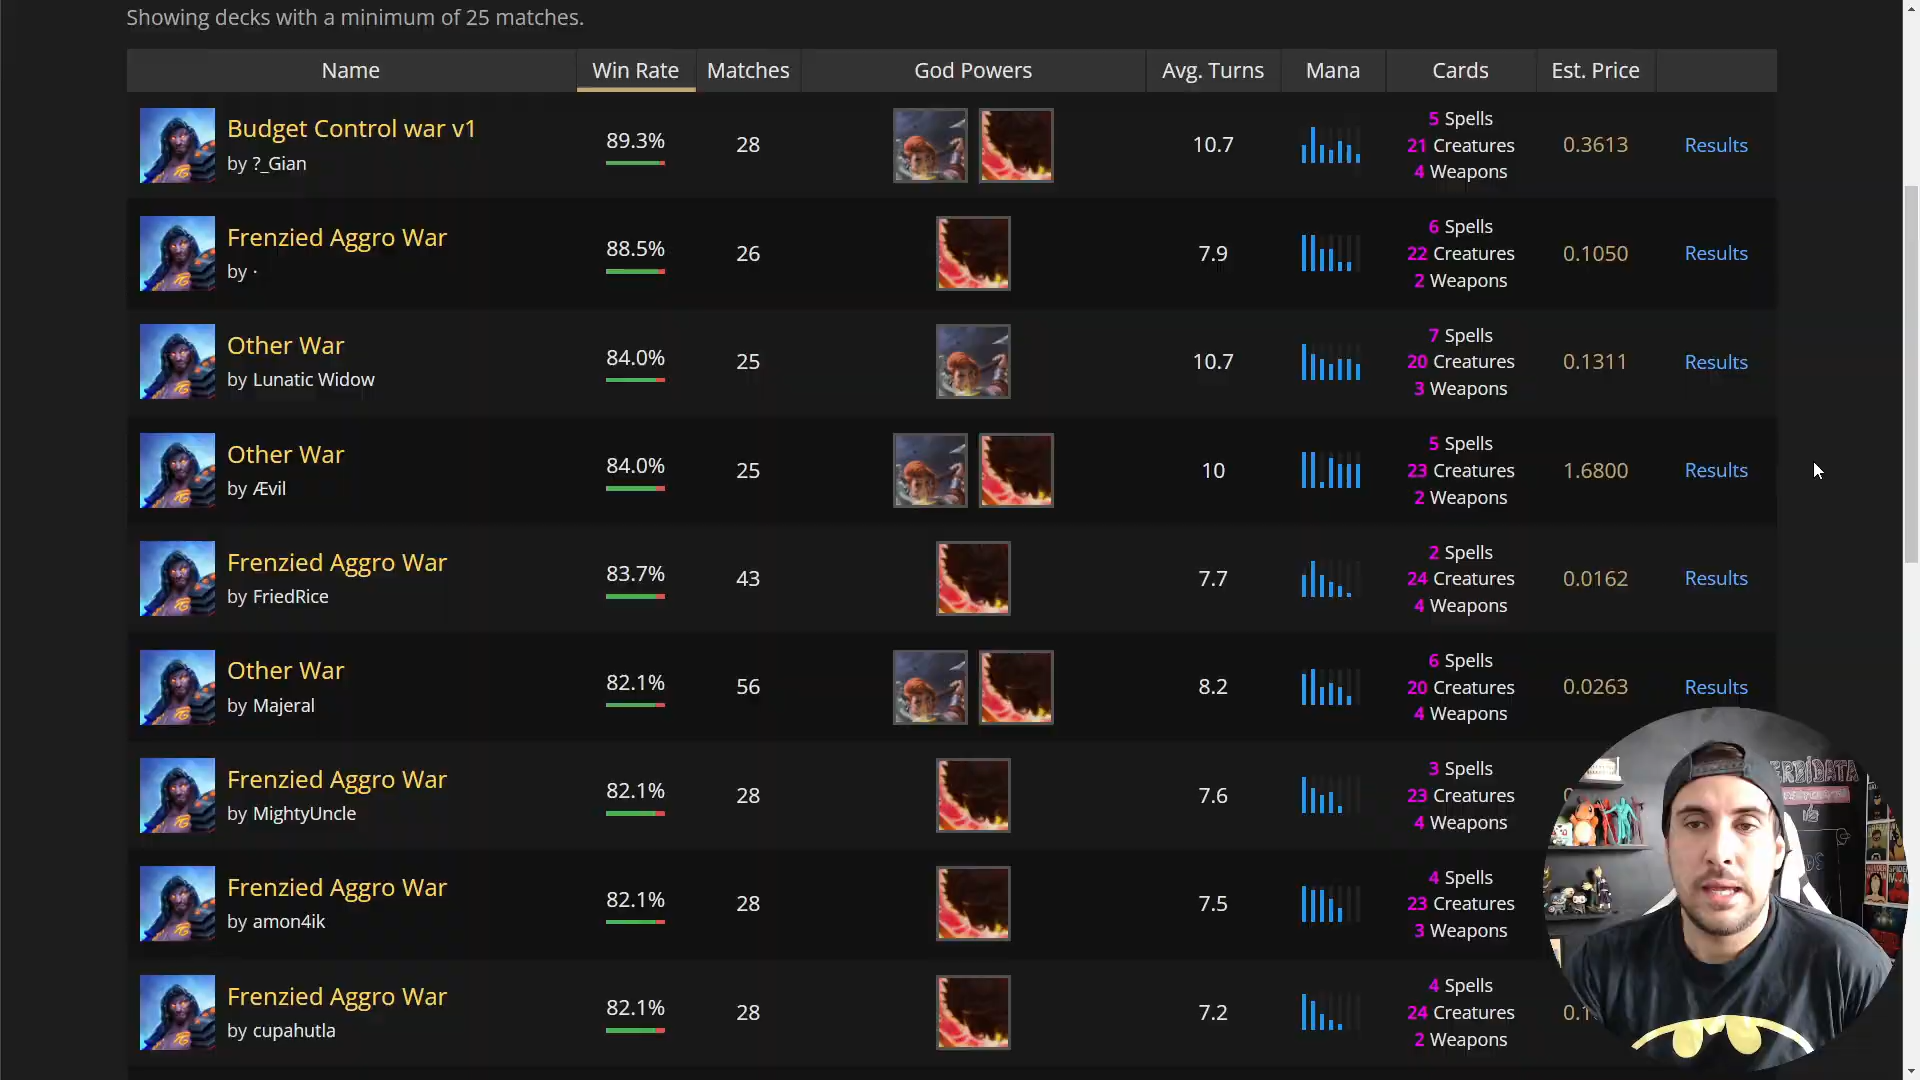 Showing decks with a minimum of 25 matches.
Name Win Rate Matches God Powers Avg. Turns Mana Cards Est. Price
Budget Control war v1
by ?_Gian
89.3% 28 10.7
5 Spells
21 Creatures
4 Weapons
0.3613 Results
Frenzied Aggro War
by ·
88.5% 26 7.9
6 Spells
22 Creatures
2 Weapons
0.1050 Results
Other War
by Lunatic Widow
84.0% 25 10.7
7 Spells
20 Creatures
3 Weapons
0.1311 Results
Other War
by Ævil
84.0% 25 10
5 Spells
23 Creatures
2 Weapons
1.6800 Results
Frenzied Aggro War
by FriedRice
83.7% 43 7.7
2 Spells
24 Creatures
4 Weapons
0.0162 Results
Other War
by Majeral
82.1% 56 8.2
6 Spells
20 Creatures
4 Weapons
0.0263 Results
Frenzied Aggro War
by MightyUncle
82.1% 28 7.6
3 Spells
23 Creatures
4 Weapons
Frenzied Aggro War
by amon4ik
82.1% 28 7.5
4 Spells
23 Creatures
3 Weapons
Frenzied Aggro War
by cupahutla
82.1% 28 7.2
4 Spells
24 Creatures
2 Weapons